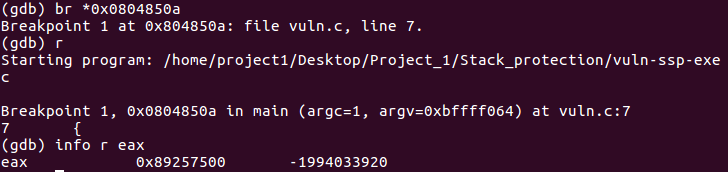 (gdb) br *0x0804850a
Breakpoint 1 at 0x804850a: file vuln.c, line 7.
(gdb) r
Starting program: /home/project1/Desktop/Project_1/Stack_protection/vuln-ssp-exe
c
Breakpoint 1, 0x0804850a in main (argc=1, argv=0xbffff064) at vuln.c:7
7 {
(gdb) info r eax
eax 0x89257500 -1994033920